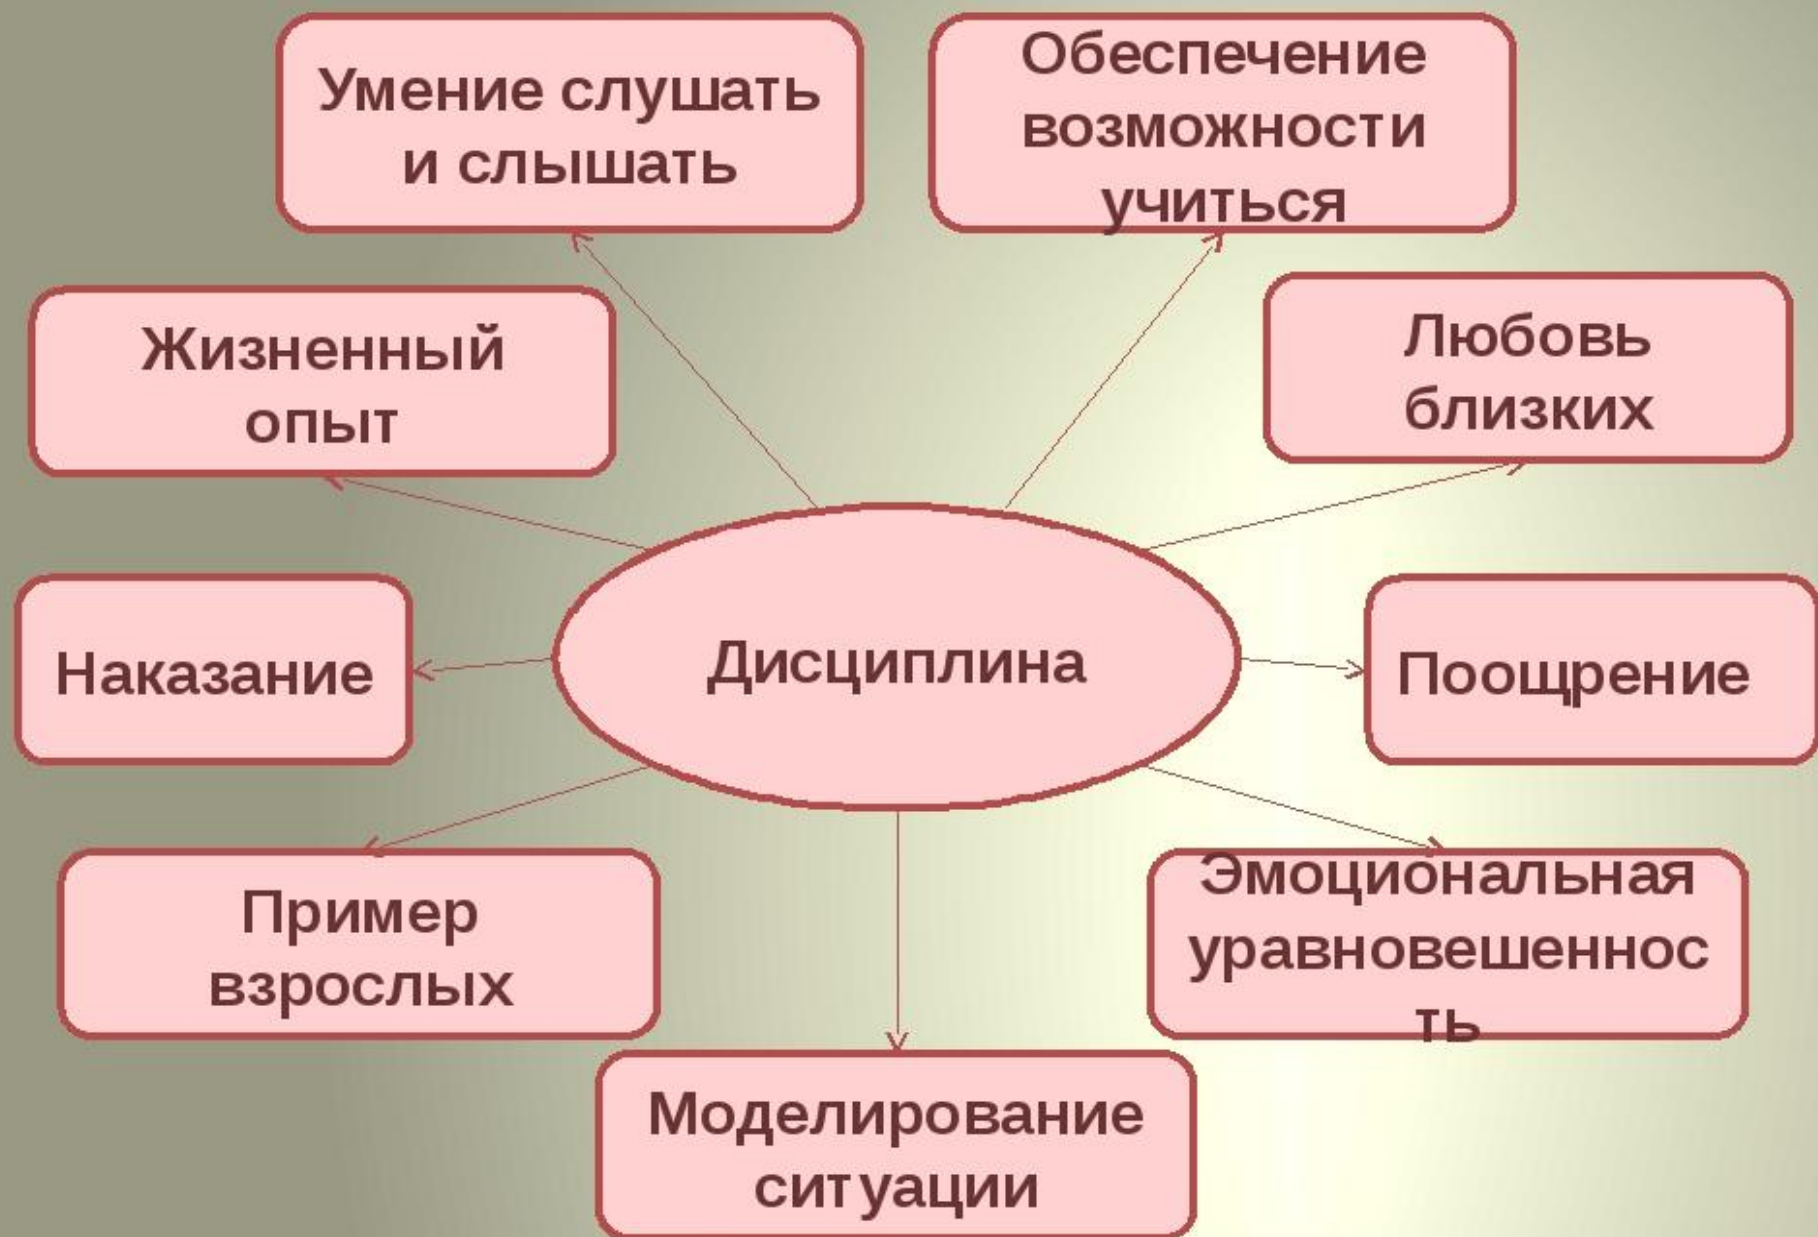 Умение слушать
и слышать
Обеспечение
возможности
учиться
Жизненный
опыт
Любовь
близких
Наказание
Дисциплина
Поощрение
Пример
взрослых
Эмоциональная
уравновешеннос
ть
Моделирование
ситуации